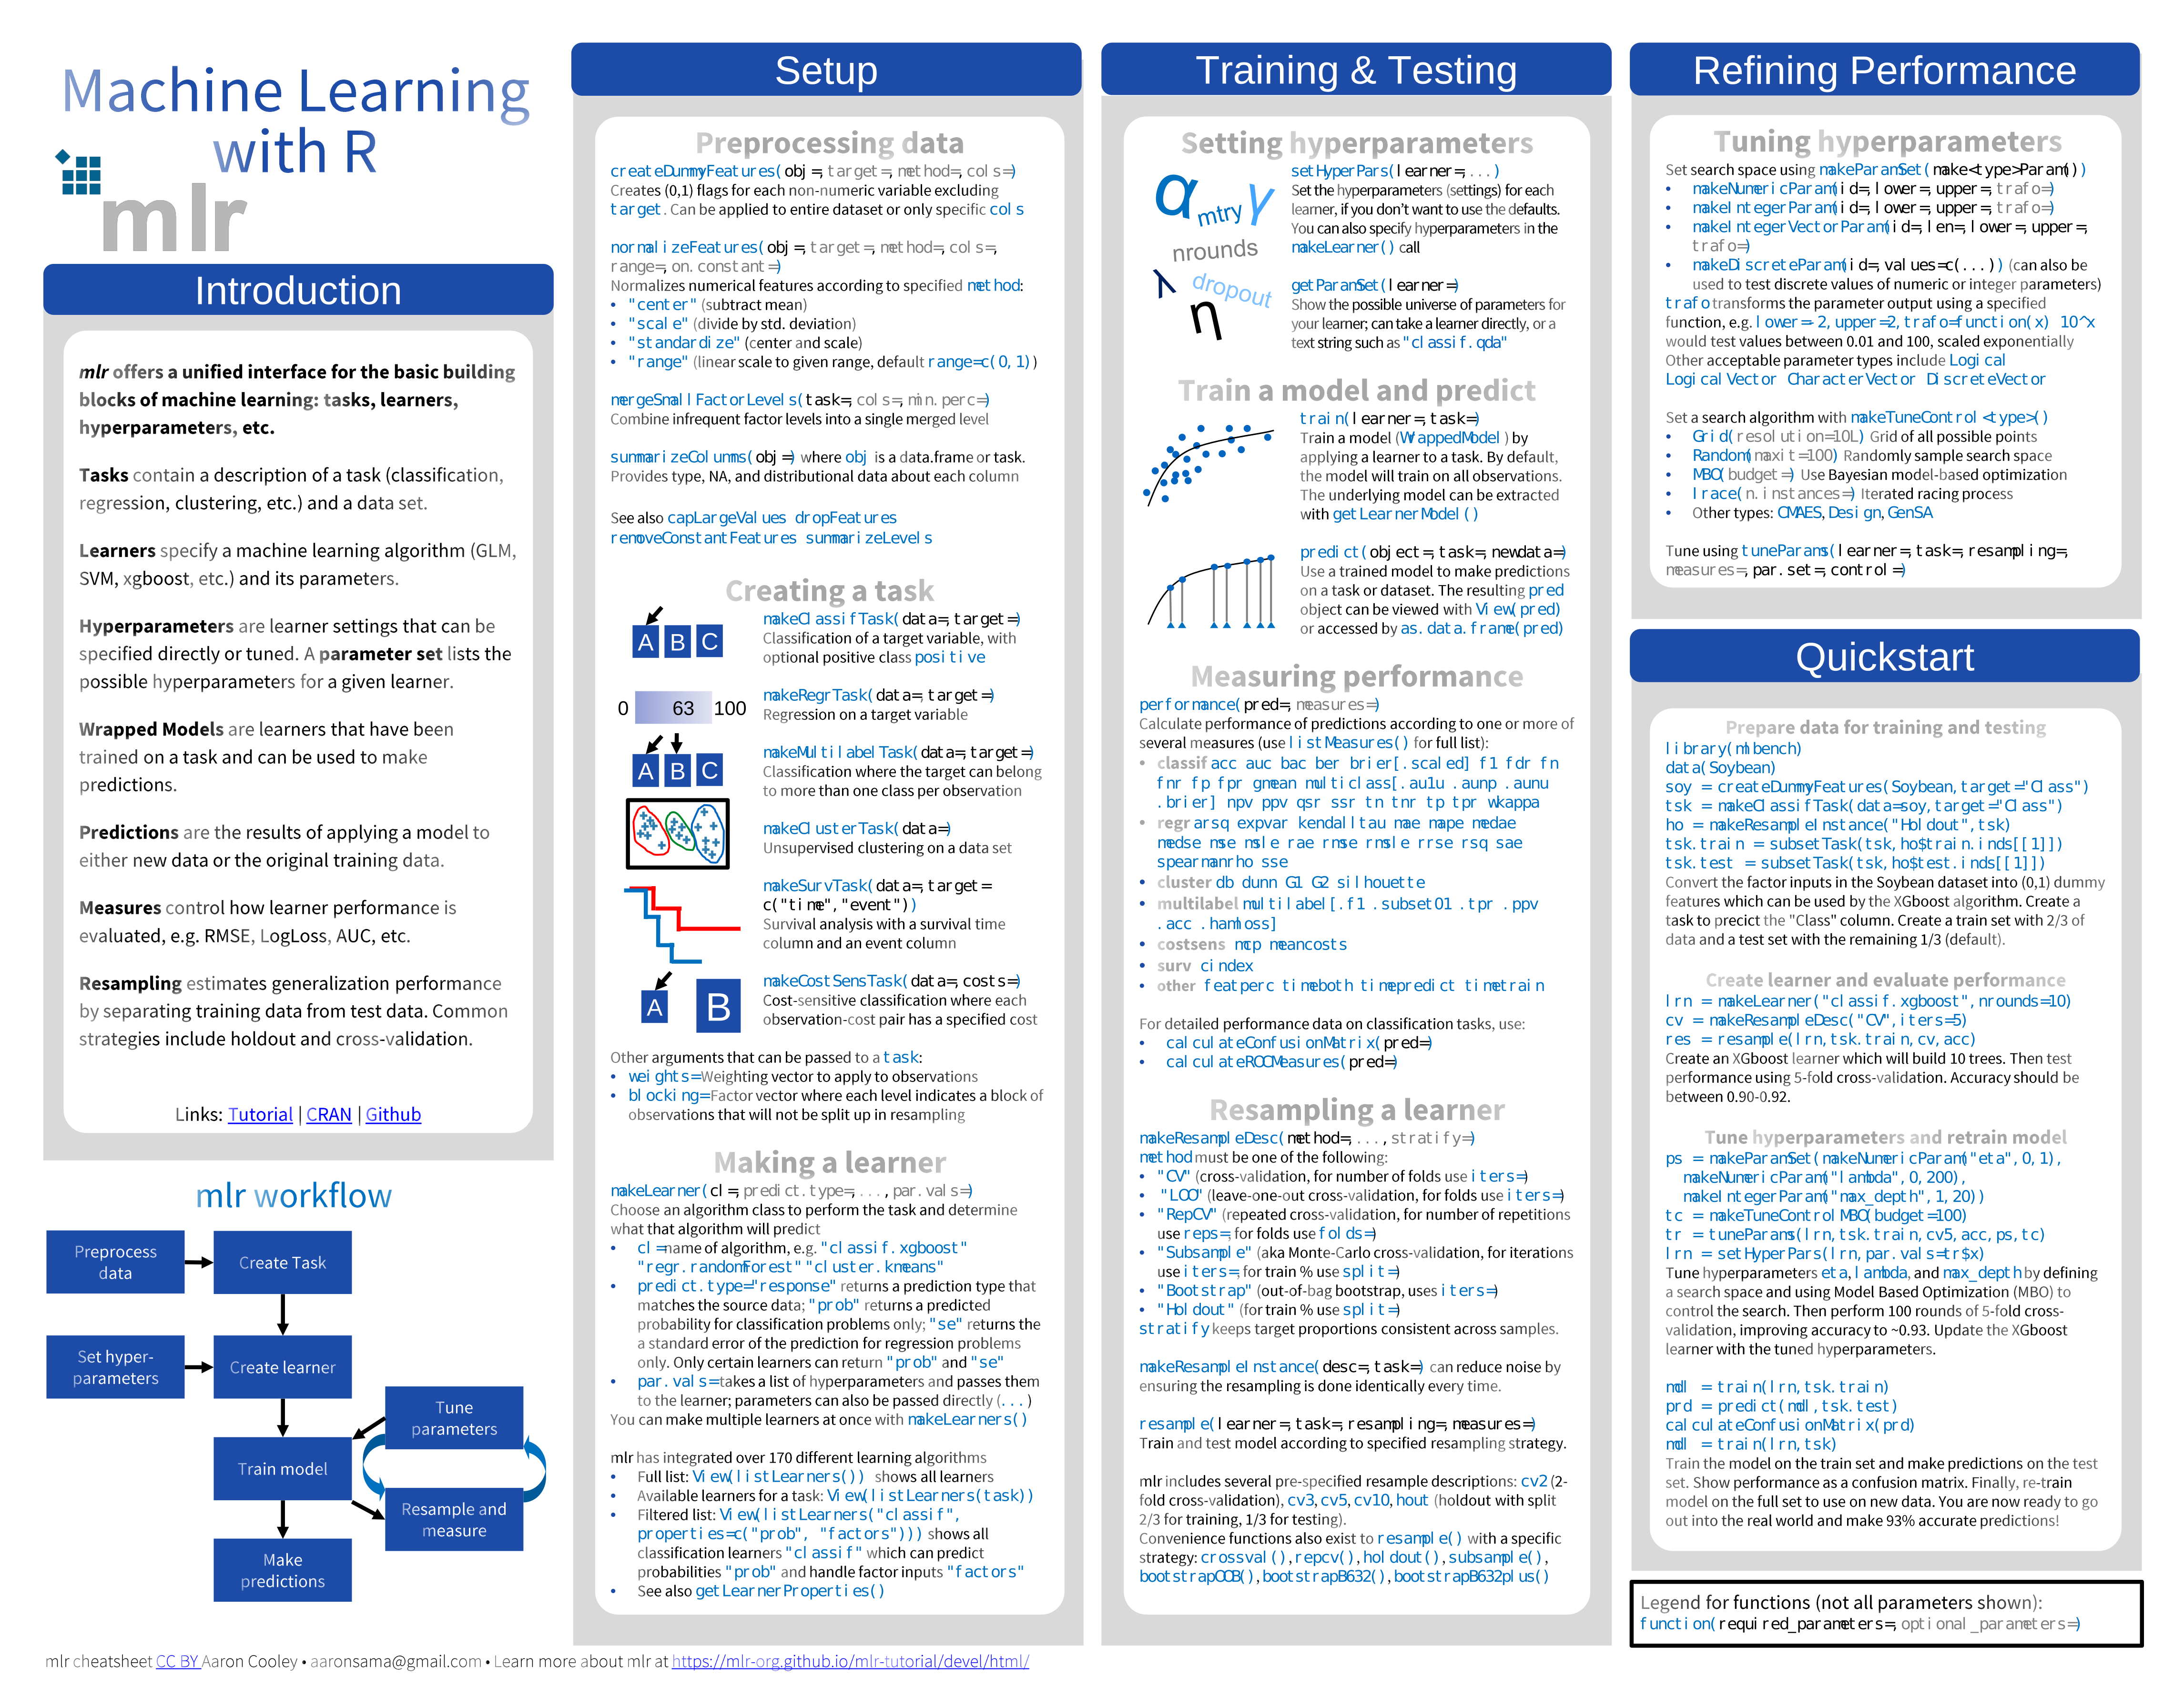 Machine Learning
with R
mlr
Introduction
mlr offers a unified interface for the basic building
blocks of machine learning: tasks, learners,
hyperparameters, etc.
Tasks contain a description of a task (classification,
regression, clustering, etc.) and a data set.
Learners specify a machine learning algorithm (GLM,
SVM, xgboost, etc.) and its parameters.
Hyperparameters are learner settings that can be
specified directly or tuned. A parameter set lists the
possible hyperparameters for a given learner.
Wrapped Models are learners that have been
trained on a task and can be used to make
predictions.
Predictions are the results of applying a model to
either new data or the original training data.
Measures control how learner performance is
evaluated, e.g. RMSE, LogLoss, AUC, etc.
Resampling estimates generalization performance
by separating training data from test data. Common
strategies include holdout and cross-validation.
Links: Tutorial | CRAN | Github
mlr workflow
Preprocess
data
Create Task
Set hyper-
parameters
Create learner
Tune
parameters
Train model
Resample and
measure
Make
predictions
Setup
Preprocessing data
createDummyFeatures(obj=,target=,method=,cols=)
Creates (0,1) flags for each non-numeric variable excluding
target. Can be applied to entire dataset or only specific cols
normalizeFeatures(obj=,target=,method=,cols=,
range=,on.constant=)
Normalizes numerical features according to specified method:
• "center" (subtract mean)
• "scale" (divide by std. deviation)
• "standardize" (center and scale)
• "range" (linear scale to given range, default range=c(0,1))
mergeSmallFactorLevels(task=,cols=,min.perc=)
Combine infrequent factor levels into a single merged level
summarizeColumns(obj=) where obj is a data.frame or task.
Provides type, NA, and distributional data about each column
See also capLargeValues dropFeatures
removeConstantFeatures summarizeLevels
Creating a task
A B C
makeClassifTask(data=,target=)
Classification of a target variable, with
optional positive class positive
0 63 100
makeRegrTask(data=,target=)
Regression on a target variable
A B C
makeMultilabelTask(data=,target=)
Classification where the target can belong
to more than one class per observation
makeClusterTask(data=)
Unsupervised clustering on a data set
makeSurvTask(data=,target=
c("time","event"))
Survival analysis with a survival time
column and an event column
A B
makeCostSensTask(data=,costs=)
Cost-sensitive classification where each
observation-cost pair has a specified cost
Other arguments that can be passed to a task:
• weights=Weighting vector to apply to observations
• blocking=Factor vector where each level indicates a block of
observations that will not be split up in resampling
Making a learner
makeLearner(cl=,predict.type=,...,par.vals=)
Choose an algorithm class to perform the task and determine
what that algorithm will predict
• cl=name of algorithm, e.g. "classif.xgboost"
"regr.randomForest" "cluster.kmeans"
• predict.type="response" returns a prediction type that
matches the source data; "prob" returns a predicted
probability for classification problems only; "se" returns the
a standard error of the prediction for regression problems
only. Only certain learners can return "prob" and "se"
• par.vals=takes a list of hyperparameters and passes them
to the learner; parameters can also be passed directly (...)
You can make multiple learners at once with makeLearners()
mlr has integrated over 170 different learning algorithms
• Full list: View(listLearners()) shows all learners
• Available learners for a task: View(listLearners(task))
• Filtered list: View(listLearners("classif",
properties=c("prob", "factors"))) shows all
classification learners "classif" which can predict
probabilities "prob" and handle factor inputs "factors"
• See also getLearnerProperties()
Training & Testing
Setting hyperparameters
α mtry γ
nrounds
λ dropout
η
setHyperPars(learner=,...)
Set the hyperparameters (settings) for each
learner, if you don't want to use the defaults.
You can also specify hyperparameters in the
makeLearner() call
getParamSet(learner=)
Show the possible universe of parameters for
your learner; can take a learner directly, or a
text string such as "classif.qda"
Train a model and predict
train(learner=,task=)
Train a model (WrappedModel) by
applying a learner to a task. By default,
the model will train on all observations.
The underlying model can be extracted
with getLearnerModel()
predict(object=,task=,newdata=)
Use a trained model to make predictions
on a task or dataset. The resulting pred
object can be viewed with View(pred)
or accessed by as.data.frame(pred)
Measuring performance
performance(pred=,measures=)
Calculate performance of predictions according to one or more of
several measures (use listMeasures() for full list):
• classif acc auc bac ber brier[.scaled] f1 fdr fn
fnr fp fpr gmean multiclass[.au1u .aunp .aunu
.brier] npv ppv qsr ssr tn tnr tp tpr wkappa
• regr arsq expvar kendalltau mae mape medae
medse mse msle rae rmse rmsle rrse rsq sae
spearmanrho sse
• cluster db dunn G1 G2 silhouette
• multilabel multilabel[.f1 .subset01 .tpr .ppv
.acc .hamloss]
• costsens mcp meancosts
• surv cindex
• other featperc timeboth timepredict timetrain
For detailed performance data on classification tasks, use:
• calculateConfusionMatrix(pred=)
• calculateROCMeasures(pred=)
Resampling a learner
makeResampleDesc(method=,...,stratify=)
method must be one of the following:
• "CV" (cross-validation, for number of folds use iters=)
• "LOO" (leave-one-out cross-validation, for folds use iters=)
• "RepCV" (repeated cross-validation, for number of repetitions
use reps=, for folds use folds=)
• "Subsample" (aka Monte-Carlo cross-validation, for iterations
use iters=, for train % use split=)
• "Bootstrap" (out-of-bag bootstrap, uses iters=)
• "Holdout" (for train % use split=)
stratify keeps target proportions consistent across samples.
makeResampleInstance(desc=,task=) can reduce noise by
ensuring the resampling is done identically every time.
resample(learner=,task=,resampling=,measures=)
Train and test model according to specified resampling strategy.
mlr includes several pre-specified resample descriptions: cv2 (2-
fold cross-validation), cv3, cv5, cv10, hout (holdout with split
2/3 for training, 1/3 for testing).
Convenience functions also exist to resample() with a specific
strategy: crossval(), repcv(), holdout(), subsample(),
bootstrapOOB(), bootstrapB632(), bootstrapB632plus()
Refining Performance
Tuning hyperparameters
Set search space using makeParamSet(make<type>Param())
• makeNumericParam(id=,lower=,upper=,trafo=)
• makeIntegerParam(id=,lower=,upper=,trafo=)
• makeIntegerVectorParam(id=,len=,lower=,upper=,
trafo=)
• makeDiscreteParam(id=,values=c(...)) (can also be
used to test discrete values of numeric or integer parameters)
trafo transforms the parameter output using a specified
function, e.g. lower=-2,upper=2,trafo=function(x) 10^x
would test values between 0.01 and 100, scaled exponentially
Other acceptable parameter types include Logical
LogicalVector CharacterVector DiscreteVector
Set a search algorithm with makeTuneControl<type>()
• Grid(resolution=10L) Grid of all possible points
• Random(maxit=100) Randomly sample search space
• MBO(budget=) Use Bayesian model-based optimization
• Irace(n.instances=) Iterated racing process
• Other types: CMAES, Design, GenSA
Tune using tuneParams(learner=,task=,resampling=,
measures=,par.set=,control=)
Quickstart
Prepare data for training and testing
library(mlbench)
data(Soybean)
soy = createDummyFeatures(Soybean,target="Class")
tsk = makeClassifTask(data=soy,target="Class")
ho = makeResampleInstance("Holdout",tsk)
tsk.train = subsetTask(tsk,ho$train.inds[[1]])
tsk.test = subsetTask(tsk,ho$test.inds[[1]])
Convert the factor inputs in the Soybean dataset into (0,1) dummy
features which can be used by the XGboost algorithm. Create a
task to precict the "Class" column. Create a train set with 2/3 of
data and a test set with the remaining 1/3 (default).
Create learner and evaluate performance
lrn = makeLearner("classif.xgboost",nrounds=10)
cv = makeResampleDesc("CV",iters=5)
res = resample(lrn,tsk.train,cv,acc)
Create an XGboost learner which will build 10 trees. Then test
performance using 5-fold cross-validation. Accuracy should be
between 0.90-0.92.
Tune hyperparameters and retrain model
ps = makeParamSet(makeNumericParam("eta",0,1),
makeNumericParam("lambda",0,200),
makeIntegerParam("max_depth",1,20))
tc = makeTuneControlMBO(budget=100)
tr = tuneParams(lrn,tsk.train,cv5,acc,ps,tc)
lrn = setHyperPars(lrn,par.vals=tr$x)
Tune hyperparameters eta, lambda, and max_depth by defining
a search space and using Model Based Optimization (MBO) to
control the search. Then perform 100 rounds of 5-fold cross-
validation, improving accuracy to ~0.93. Update the XGboost
learner with the tuned hyperparameters.
mdl = train(lrn,tsk.train)
prd = predict(mdl,tsk.test)
calculateConfusionMatrix(prd)
mdl = train(lrn,tsk)
Train the model on the train set and make predictions on the test
set. Show performance as a confusion matrix. Finally, re-train
model on the full set to use on new data. You are now ready to go
out into the real world and make 93% accurate predictions!
Legend for functions (not all parameters shown):
function(required_parameters=,optional_parameters=)
mlr cheatsheet CC BY Aaron Cooley • aaronsama@gmail.com • Learn more about mlr at https://mlr-org.github.io/mlr-tutorial/devel/html/